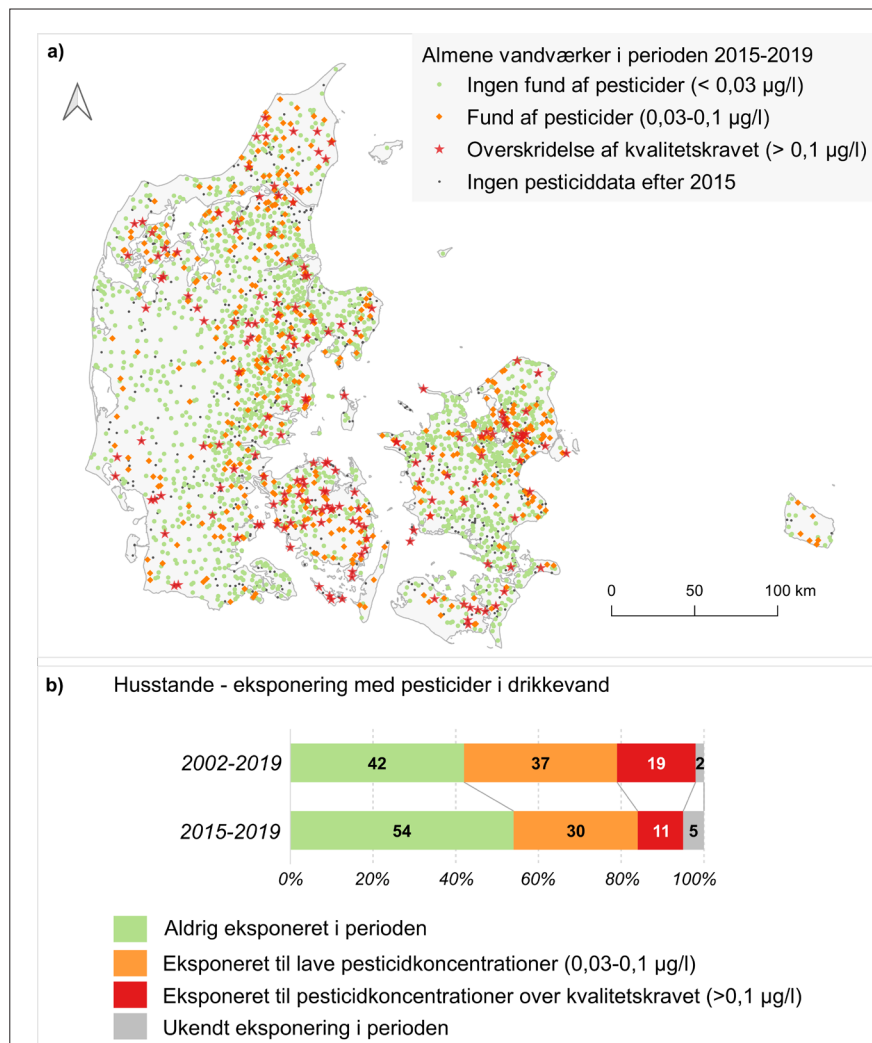 a)
Almene vandværker i perioden 2015-2019
Ingen fund af pesticider (< 0,03 µg/l)
Fund af pesticider (0,03-0,1 µg/l)
Overskridelse af kvalitetskravet (> 0,1 µg/l)
Ingen pesticiddata efter 2015
0 50 100 km
b) Husstande - eksponering med pesticider i drikkevand
2002-2019 42 37 19 2
2015-2019 54 30 11 5
0% 20% 40% 60% 80% 100%
Aldrig eksponeret i perioden
Eksponeret til lave pesticidkoncentrationer (0,03-0,1 µg/l)
Eksponeret til pesticidkoncentrationer over kvalitetskravet (>0,1 µg/l)
Ukendt eksponering i perioden